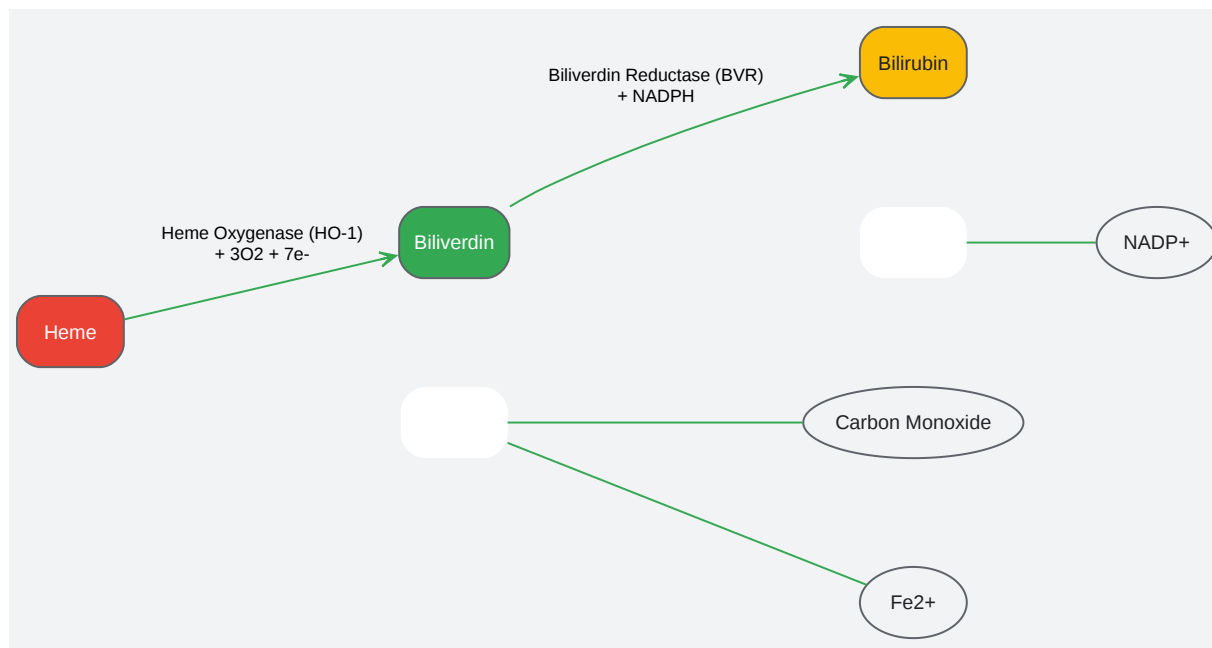 Bilirubin
Biliverdin Reductase (BVR)
+ NADPH
Heme Oxygenase (HO-1)
+ 3O2 + 7e-
Biliverdin
NADP+
Heme
Carbon Monoxide
Fe2+